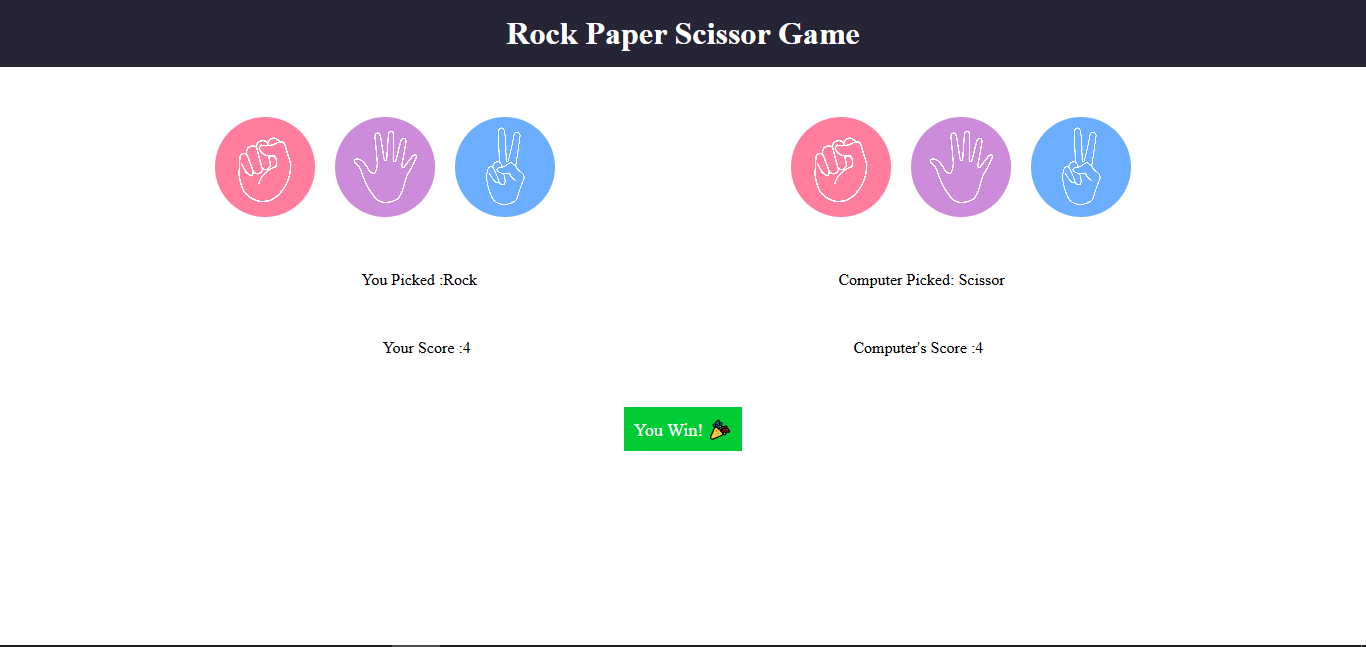 Rock Paper Scissor Game
You Picked :Rock
Computer Picked: Scissor
Your Score :4
Computer's Score :4
You Win! 🎉